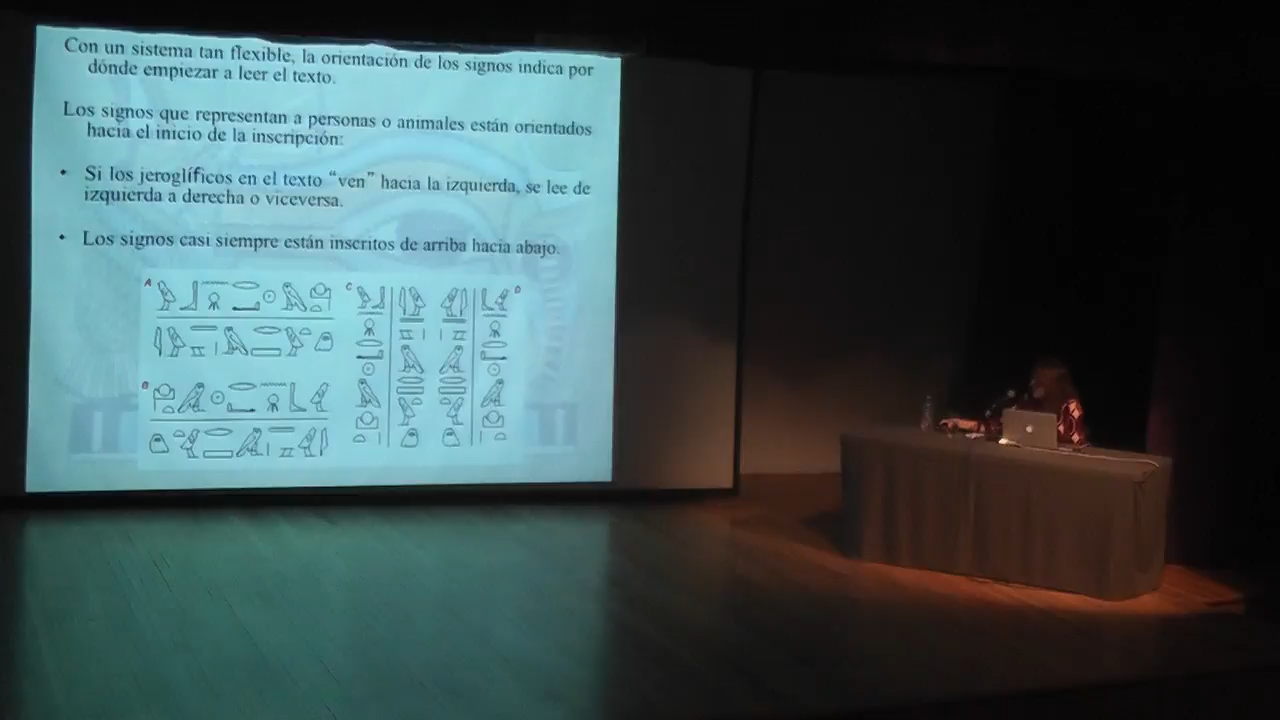 Con un sistema tan flexible, la orientación de los signos indica por
dónde empiezar a leer el texto.
Los signos que representan a personas o animales están orientados
hacia el inicio de la inscripción:
• Si los jeroglíficos en el texto “ven” hacia la izquierda, se lee de
izquierda a derecha o viceversa.
• Los signos casi siempre están inscritos de arriba hacia abajo.
A
B
C
D